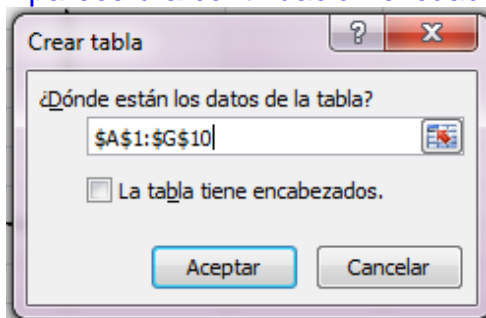 Crear tabla
¿Dónde están los datos de la tabla?
$A$1:$G$10
La tabla tiene encabezados.
Aceptar
Cancelar